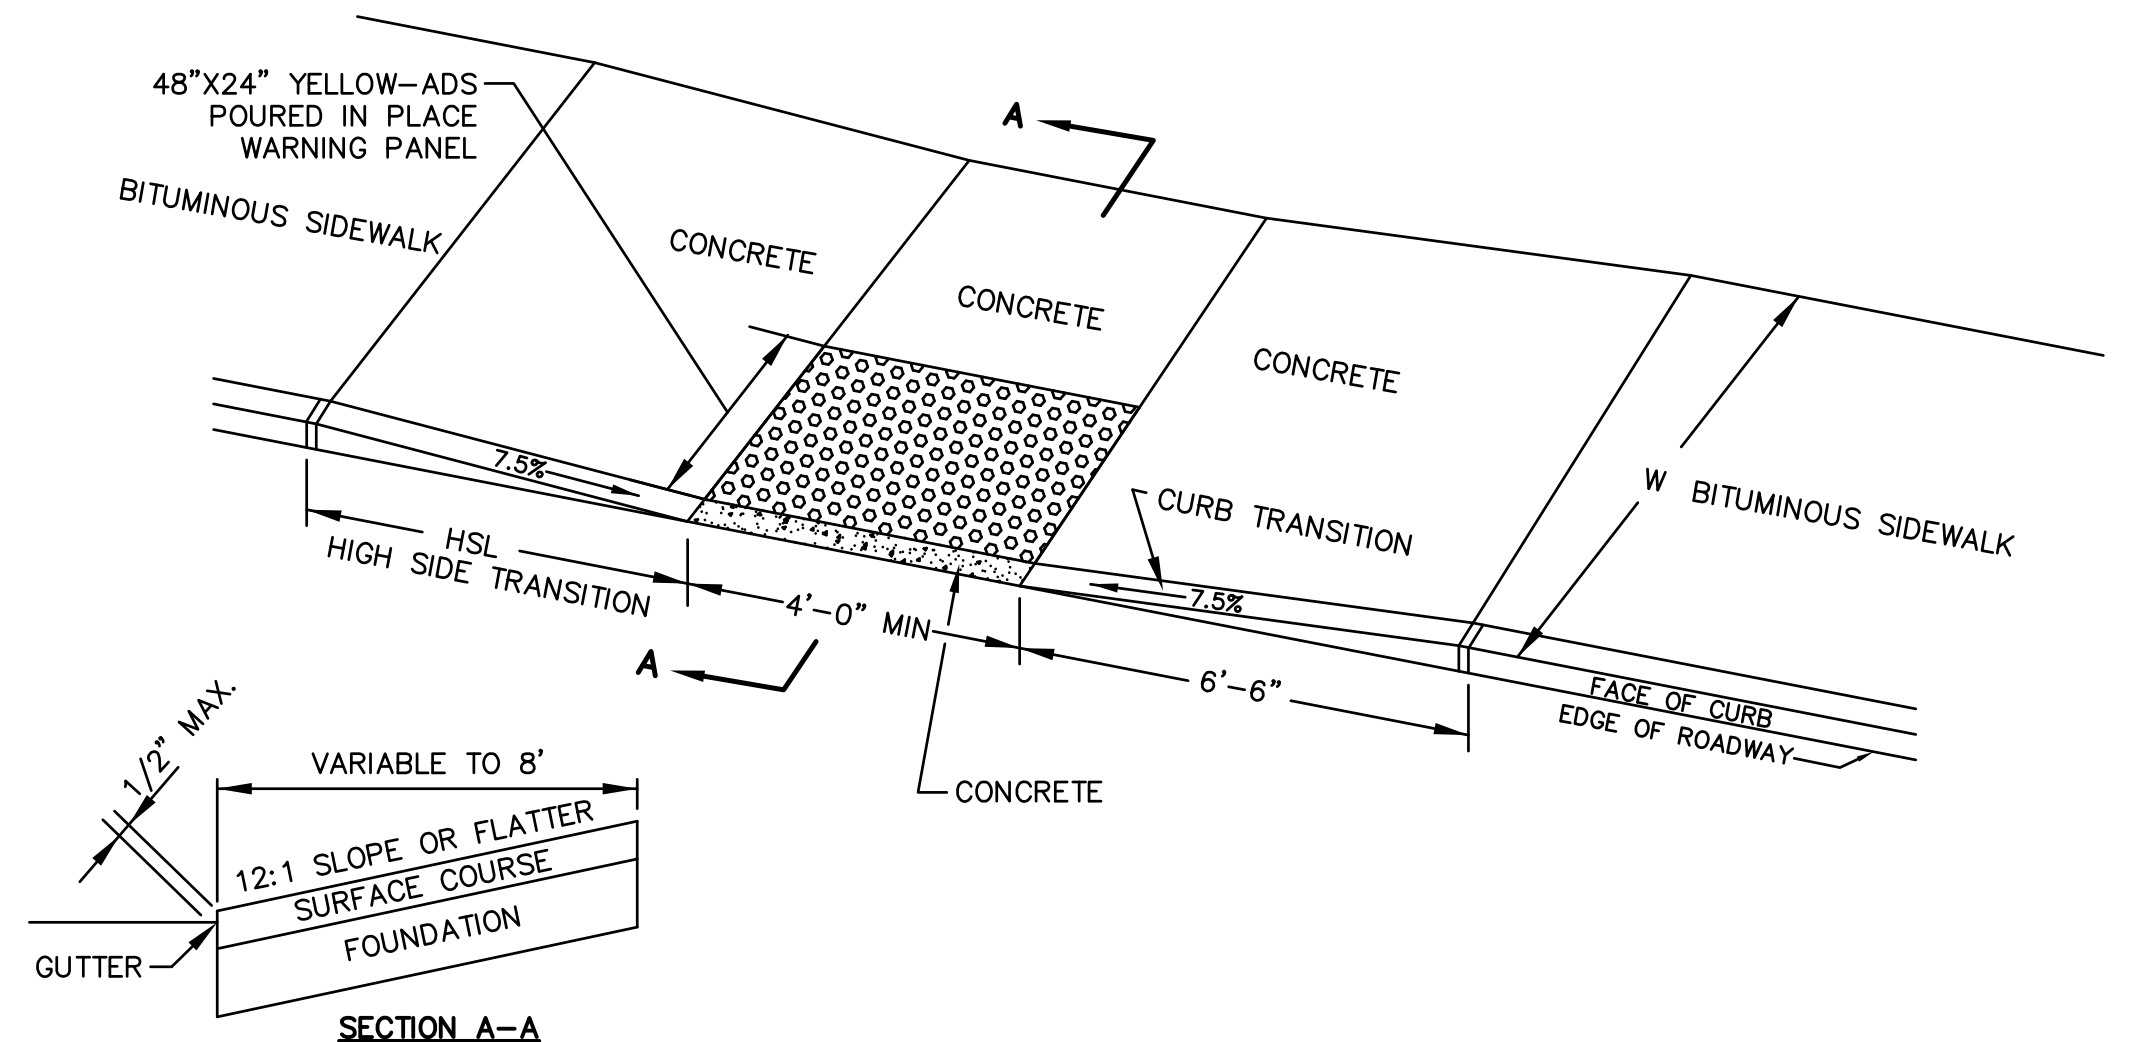 48”X24” YELLOW-ADS
POURED IN PLACE
WARNING PANEL
A
BITUMINOUS SIDEWALK
CONCRETE
CONCRETE
CONCRETE
7.5%
CURB TRANSITION
W BITUMINOUS SIDEWALK
HSL
HIGH SIDE TRANSITION
4’-0” MIN
7.5%
A
6’-6”
FACE OF CURB
EDGE OF ROADWAY
CONCRETE
1/2” MAX.
VARIABLE TO 8’
12:1 SLOPE OR FLATTER
SURFACE COURSE
FOUNDATION
GUTTER
SECTION A-A